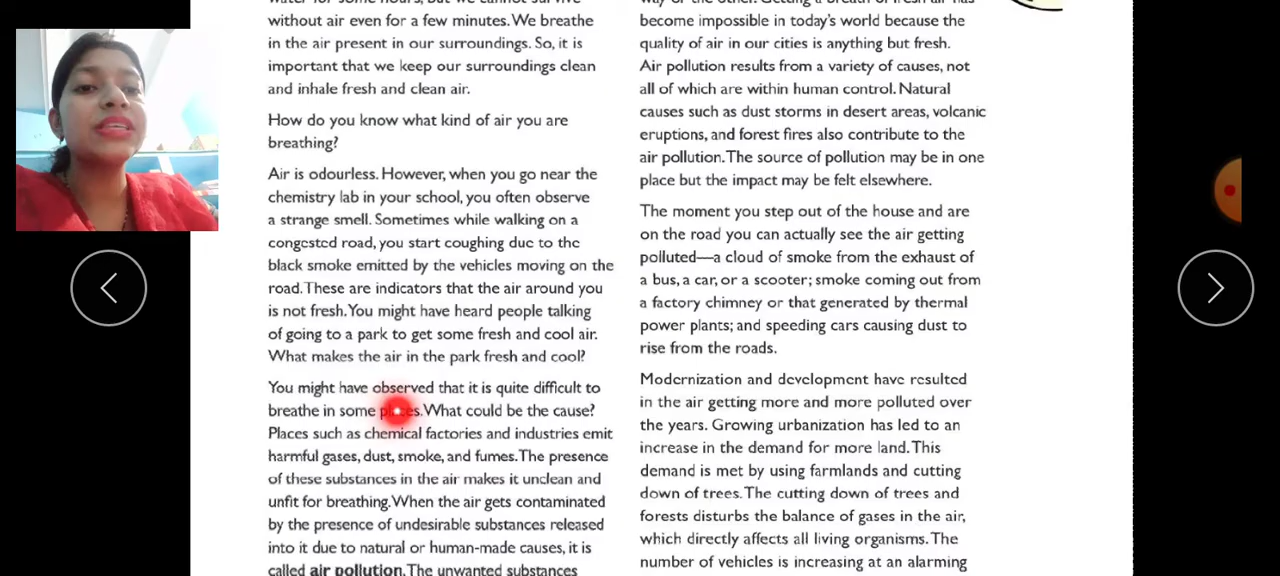 water for some hours, but we cannot survive
without air even for a few minutes. We breathe
in the air present in our surroundings. So, it is
important that we keep our surroundings clean
and inhale fresh and clean air.
How do you know what kind of air you are
breathing?
Air is odourless. However, when you go near the
chemistry lab in your school, you often observe
a strange smell. Sometimes while walking on a
congested road, you start coughing due to the
black smoke emitted by the vehicles moving on the
road. These are indicators that the air around you
is not fresh. You might have heard people talking
of going to a park to get some fresh and cool air.
What makes the air in the park fresh and cool?
You might have observed that it is quite difficult to
breathe in some places. What could be the cause?
Places such as chemical factories and industries emit
harmful gases, dust, smoke, and fumes. The presence
of these substances in the air makes it unclean and
unfit for breathing. When the air gets contaminated
by the presence of undesirable substances released
into it due to natural or human-made causes, it is
called air pollution. The unwanted substances
way or the other. Getting a breath of fresh air has
become impossible in today's world because the
quality of air in our cities is anything but fresh.
Air pollution results from a variety of causes, not
all of which are within human control. Natural
causes such as dust storms in desert areas, volcanic
eruptions, and forest fires also contribute to the
air pollution. The source of pollution may be in one
place but the impact may be felt elsewhere.
The moment you step out of the house and are
on the road you can actually see the air getting
polluted—a cloud of smoke from the exhaust of
a bus, a car, or a scooter; smoke coming out from
a factory chimney or that generated by thermal
power plants; and speeding cars causing dust to
rise from the roads.
Modernization and development have resulted
in the air getting more and more polluted over
the years. Growing urbanization has led to an
increase in the demand for more land. This
demand is met by using farmlands and cutting
down of trees. The cutting down of trees and
forests disturbs the balance of gases in the air,
which directly affects all living organisms. The
number of vehicles is increasing at an alarming